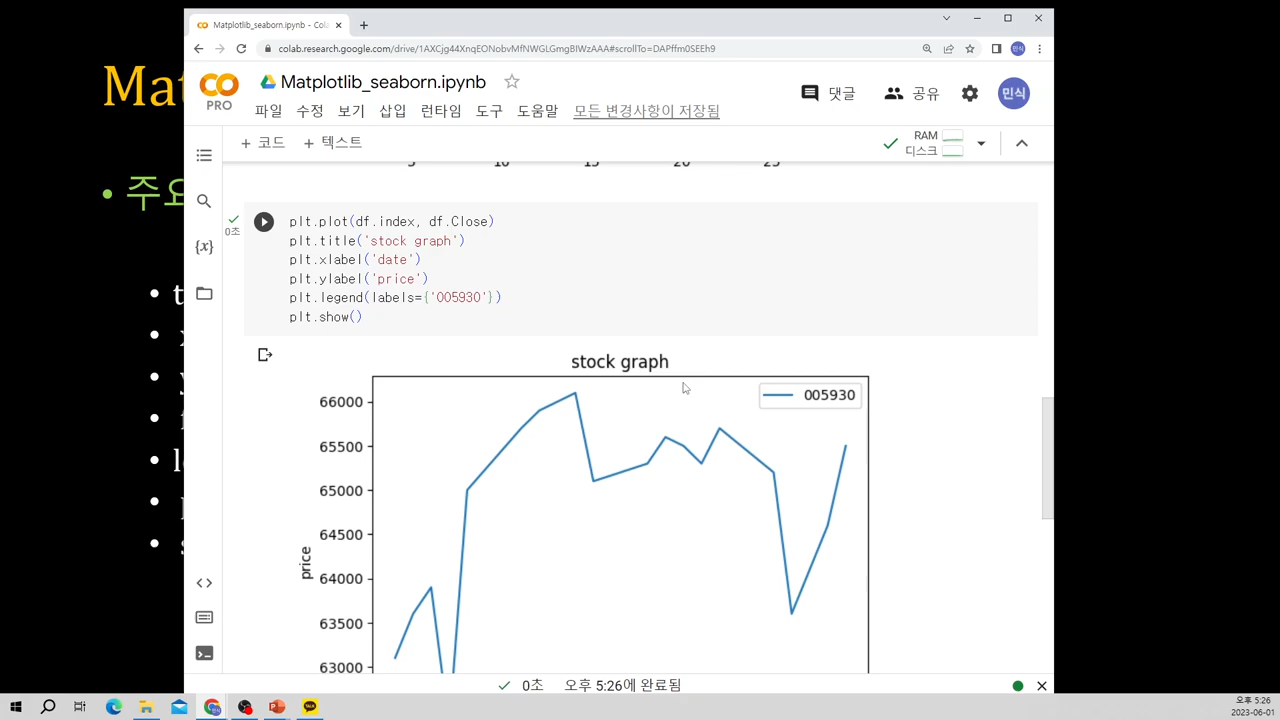 Matplotlib_seaborn.ipynb - Cola
colab.research.google.com/drive/1AXCjg44XnqEONobvMfNWGLGmgBIWzAAA#scrollTo=DAPffm0SEEh9
Mat
CO
PRO
Matplotlib_seaborn.ipynb
댓글
공유
민식
파일 수정 보기 삽입 런타임 도구 도움말 모든 변경사항이 저장됨
+ 코드 + 텍스트
RAM
디스크
5 10 15 20 25
• 주요
0초
plt.plot(df.index, df.Close)
plt.title('stock graph')
plt.xlabel('date')
plt.ylabel('price')
plt.legend(labels={'005930'})
plt.show()
stock graph
005930
66000
65500
65000
64500
64000
63500
63000
price
0초 오후 5:26에 완료됨
오후 5:26
2023-06-01